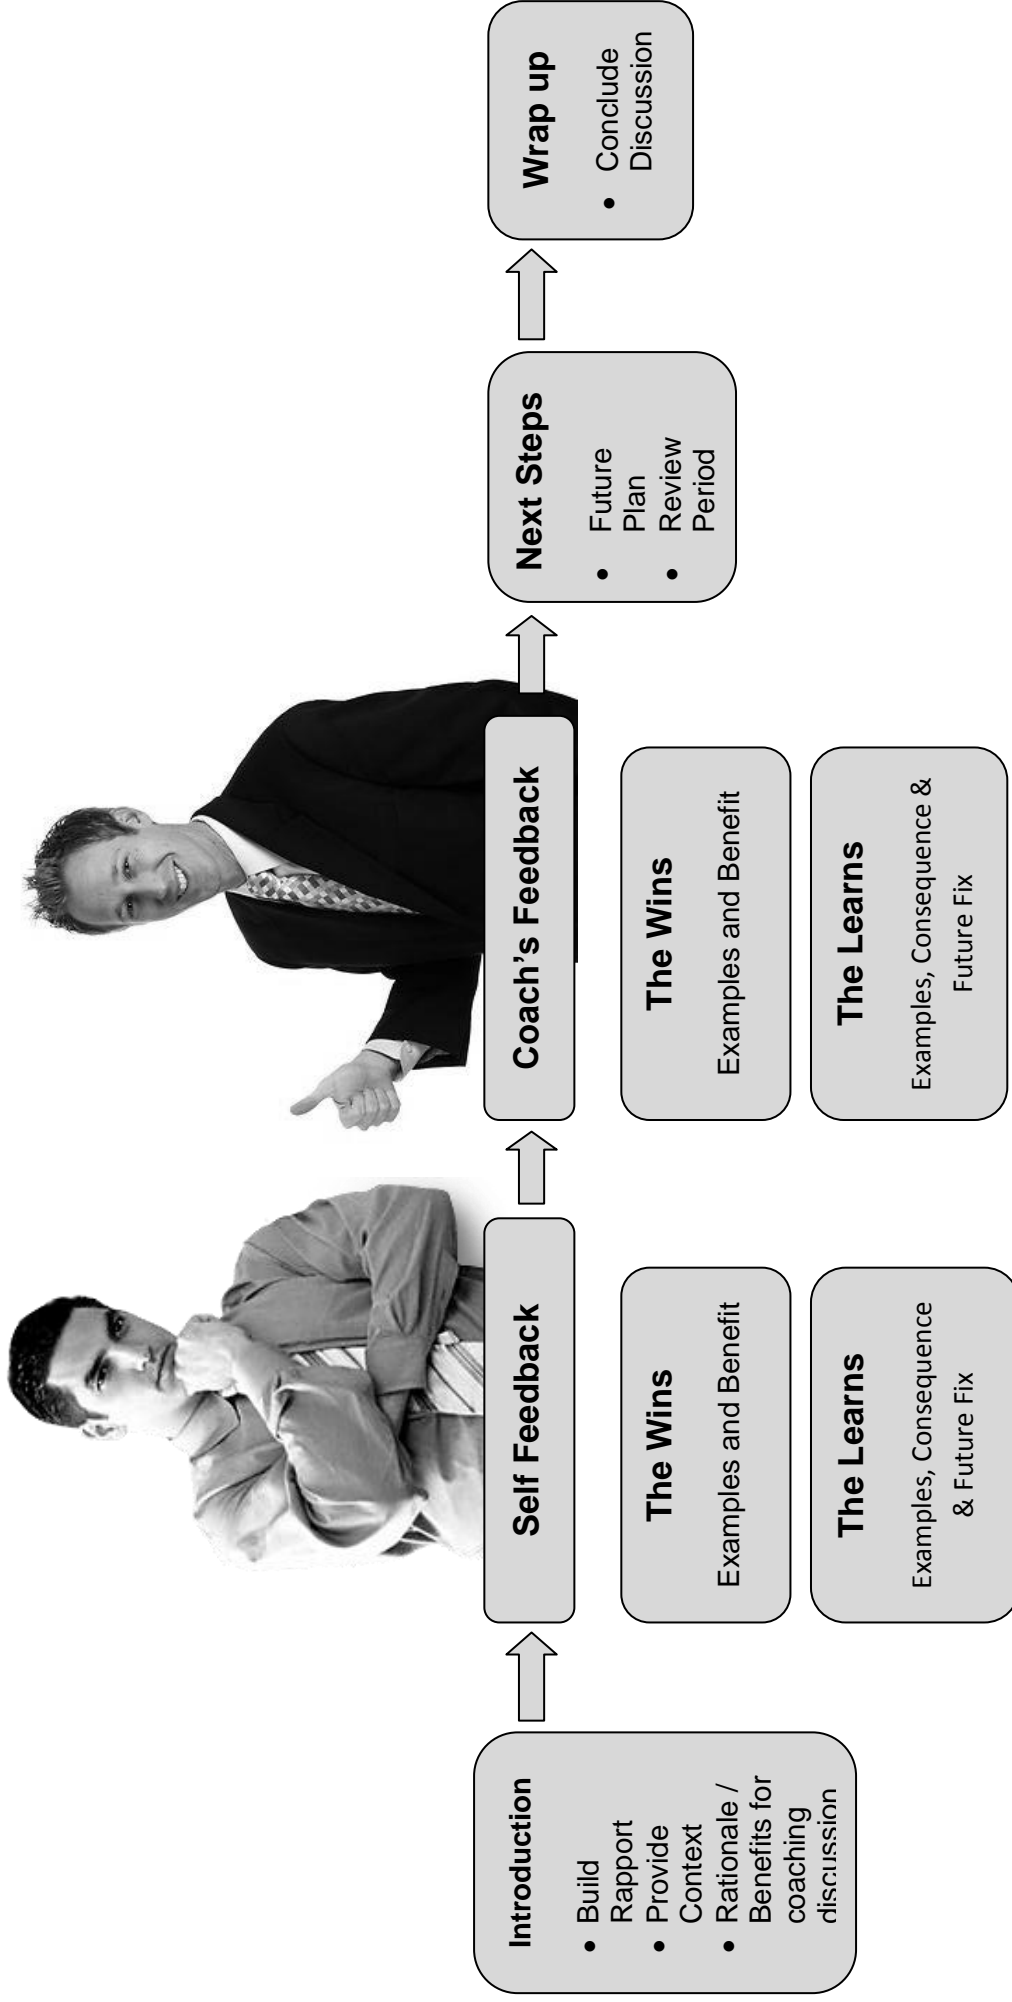 Introduction
• Build
Rapport
• Provide
Context
• Rationale /
Benefits for
coaching
discussion
Self Feedback
The Wins
Examples and Benefit
The Learns
Examples, Consequence
& Future Fix
Coach’s Feedback
The Wins
Examples and Benefit
The Learns
Examples, Consequence &
Future Fix
Next Steps
• Future
Plan
• Review
Period
Wrap up
• Conclude
Discussion